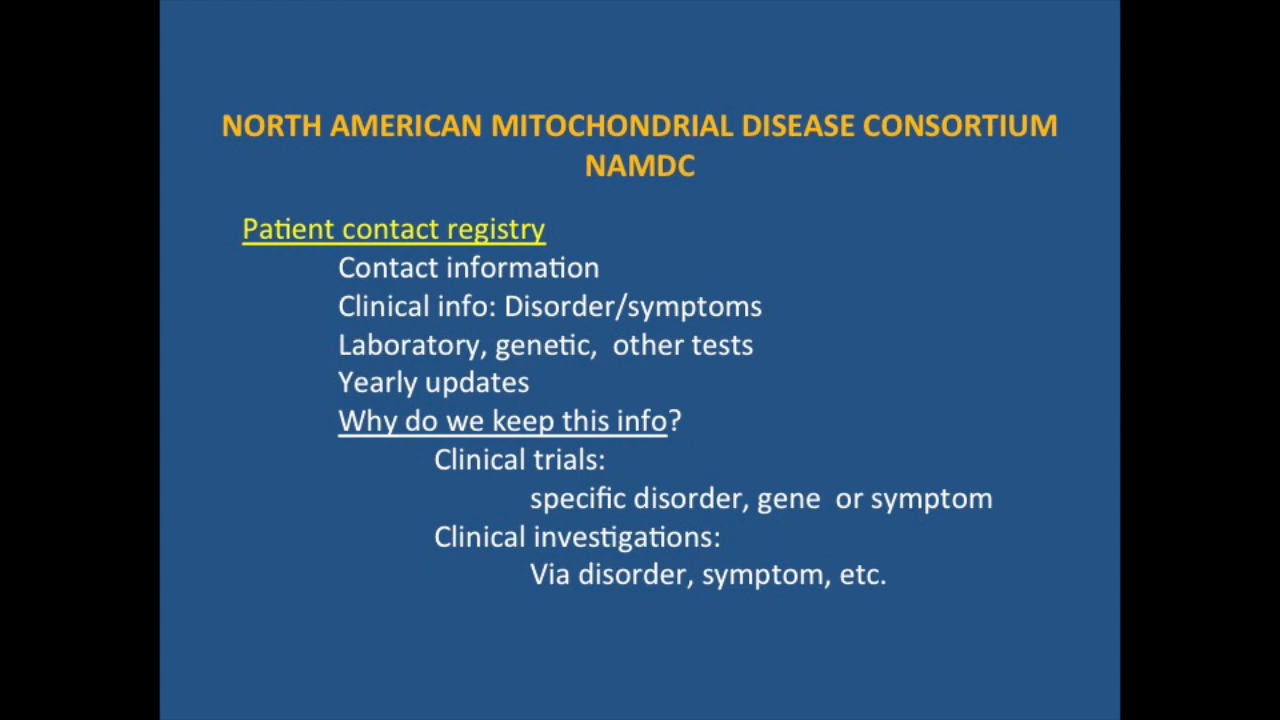 NORTH AMERICAN MITOCHONDRIAL DISEASE CONSORTIUM
NAMDC
Patient contact registry
Contact information
Clinical info: Disorder/symptoms
Laboratory, genetic, other tests
Yearly updates
Why do we keep this info?
Clinical trials:
specific disorder, gene or symptom
Clinical investigations:
Via disorder, symptom, etc.